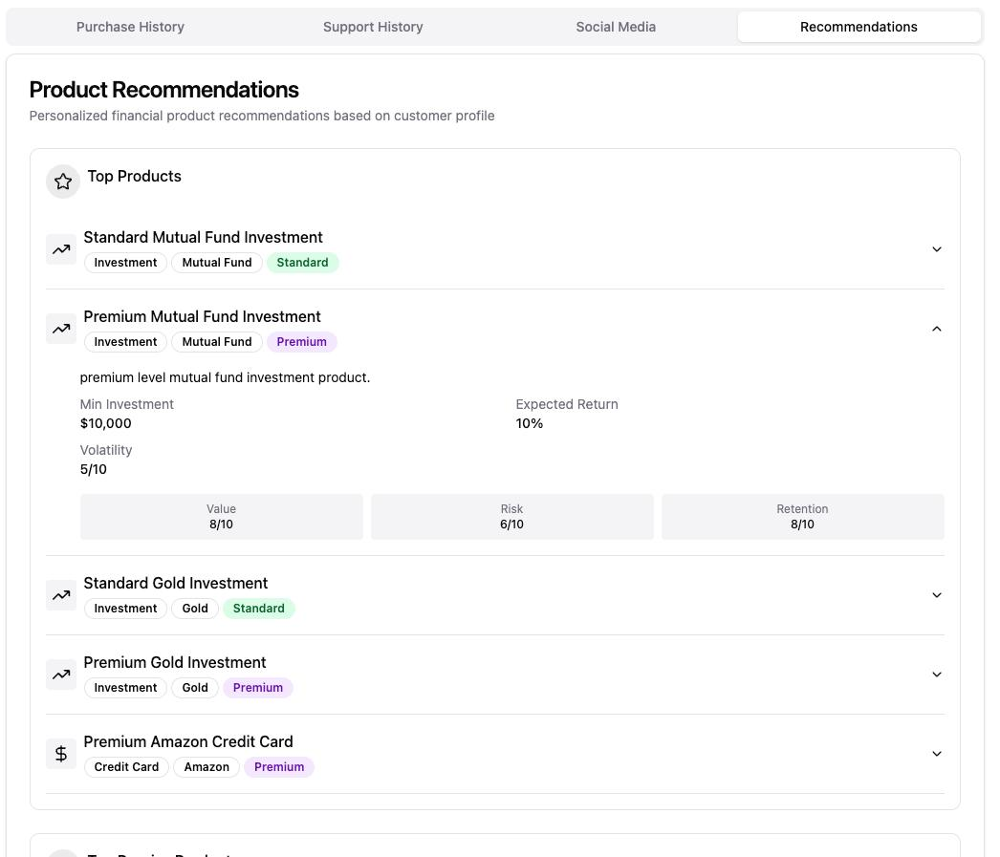 Purchase History Support History Social Media Recommendations
Product Recommendations
Personalized financial product recommendations based on customer profile
Top Products
Standard Mutual Fund Investment
Investment Mutual Fund Standard
Premium Mutual Fund Investment
Investment Mutual Fund Premium
premium level mutual fund investment product.
Min Investment Expected Return
$10,000 10%
Volatility
5/10
Value Risk Retention
8/10 6/10 8/10
Standard Gold Investment
Investment Gold Standard
Premium Gold Investment
Investment Gold Premium
Premium Amazon Credit Card
Credit Card Amazon Premium